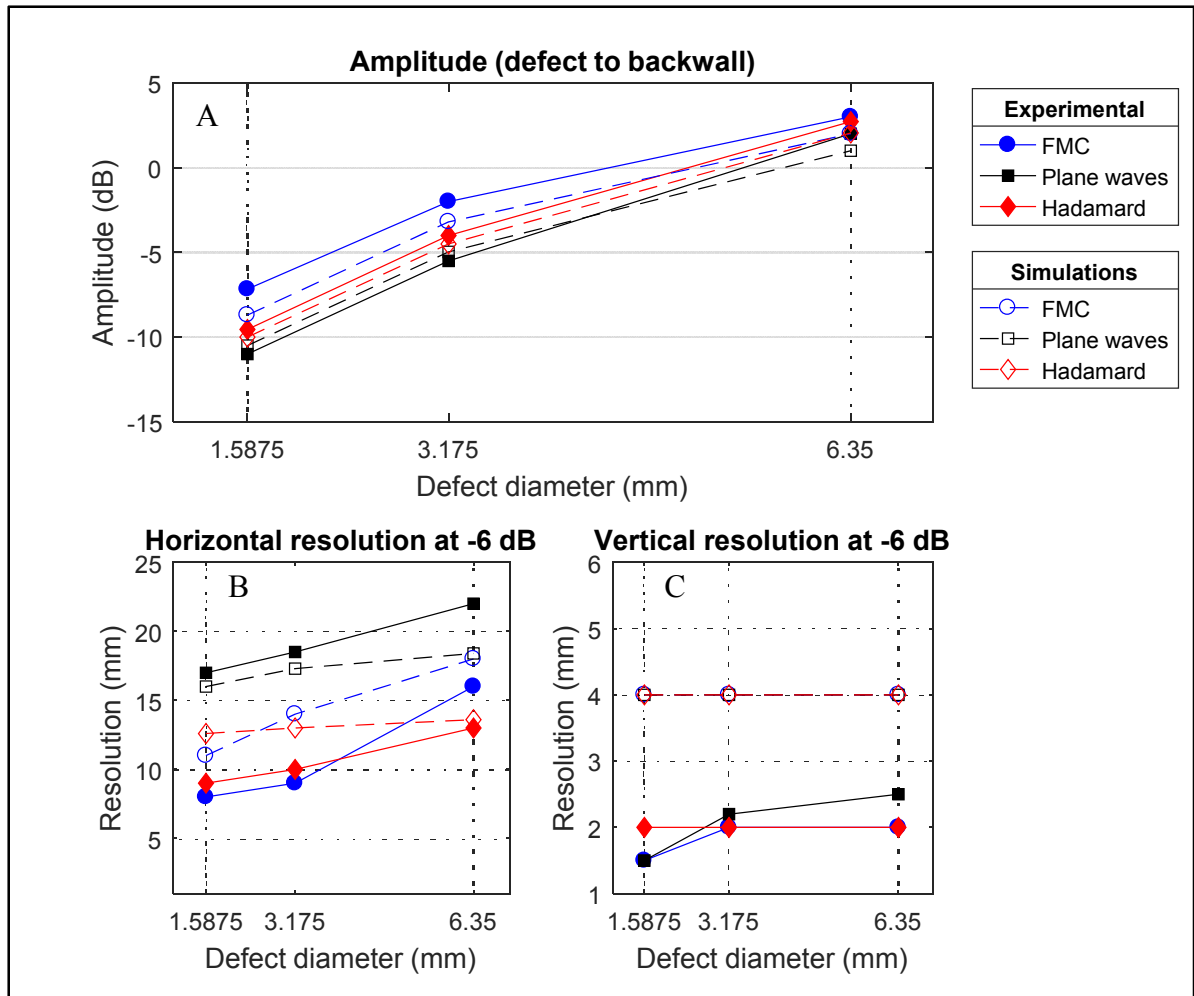 Amplitude (defect to backwall)
A
5
0
-5
-10
-15
Amplitude (dB)
1.5875
3.175
6.35
Defect diameter (mm)
Experimental
FMC
Plane waves
Hadamard
Simulations
FMC
Plane waves
Hadamard
Horizontal resolution at -6 dB
B
25
20
15
10
5
Resolution (mm)
1.5875
3.175
6.35
Defect diameter (mm)
Vertical resolution at -6 dB
C
6
5
4
3
2
1
Resolution (mm)
1.5875
3.175
6.35
Defect diameter (mm)